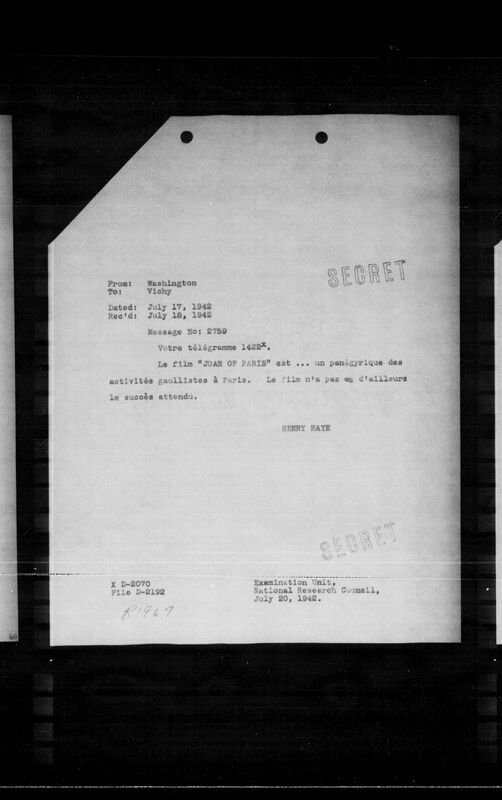 SECRET
From: Washington
To: Vichy
Dated: July 17, 1942
Rec'd: July 18, 1942
Message No: 2759
Votre télégramme 1422X.
Le film "JOAN OF PARIS" est ... un panégyrique des
activités gaullistes à Paris. Le film n'a pas eu d'ailleurs
le succès attendu.
HENRY HAYE
SECRET
X D-2070
File D-2192
Examination Unit,
National Research Council,
July 20, 1942.
R1967